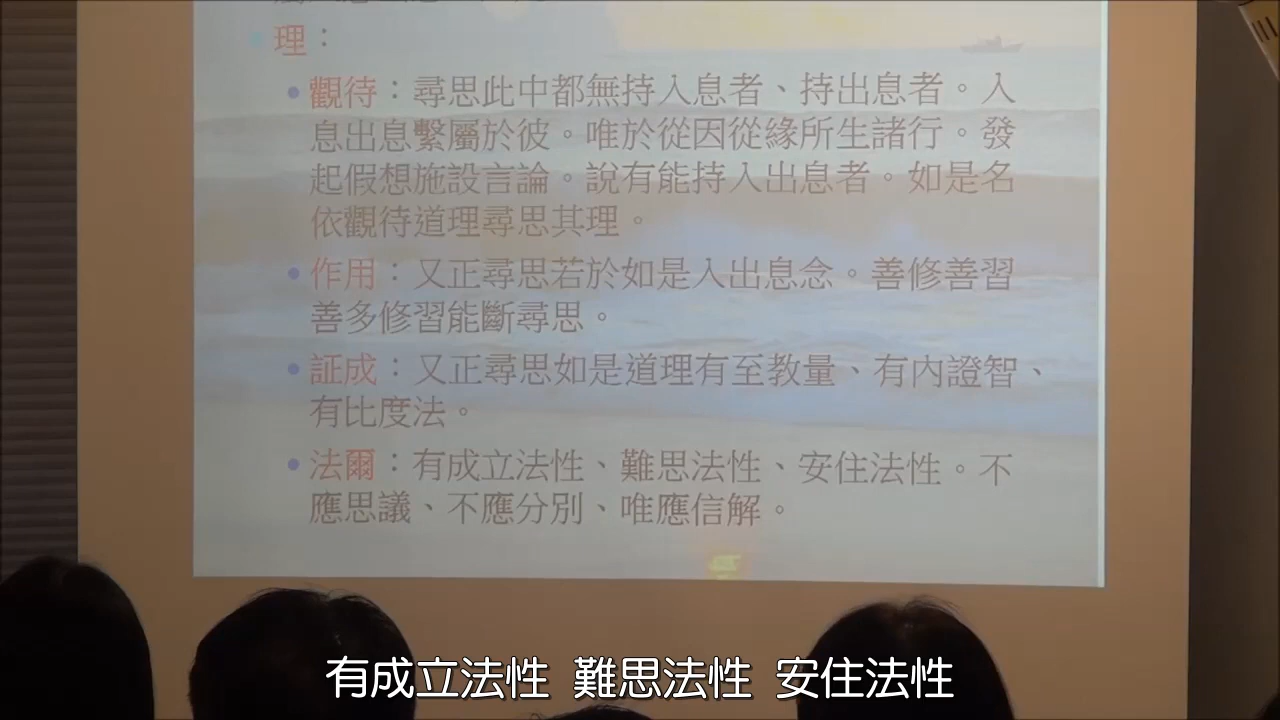 理：
觀待：尋思此中都無持入息者、持出息者。入
息出息繫屬於彼。唯於從因從緣所生諸行。發
起假想施設言論。說有能持入出息者。如是名
依觀待道理尋思其理。
作用：又正尋思若於如是入出息念。善修善習
善多修習能斷尋思。
証成：又正尋思如是道理有至教量、有內證智、
有比度法。
法爾：有成立法性、難思法性、安住法性。不
應思議、不應分別、唯應信解。
有成立法性 難思法性 安住法性